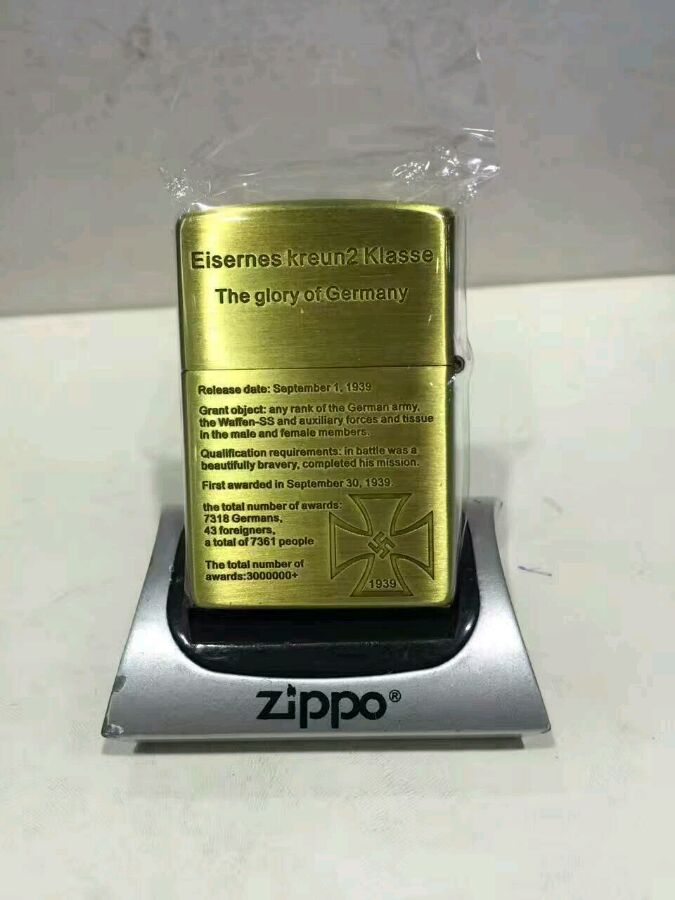 Eisernes kreun2 Klasse
The glory of Germany
Release date: September 1, 1939
Grant object: any rank of the German army,
the Waffen-SS and auxiliary forces and tissue
in the male and female members.
Qualification requirements: in battle was a
beautifully bravery, completed his mission.
First awarded in September 30, 1939.
the total number of awards:
7318 Germans,
43 foreigners,
a total of 7361 people
The total number of
awards:3000000+
1939
zippo®